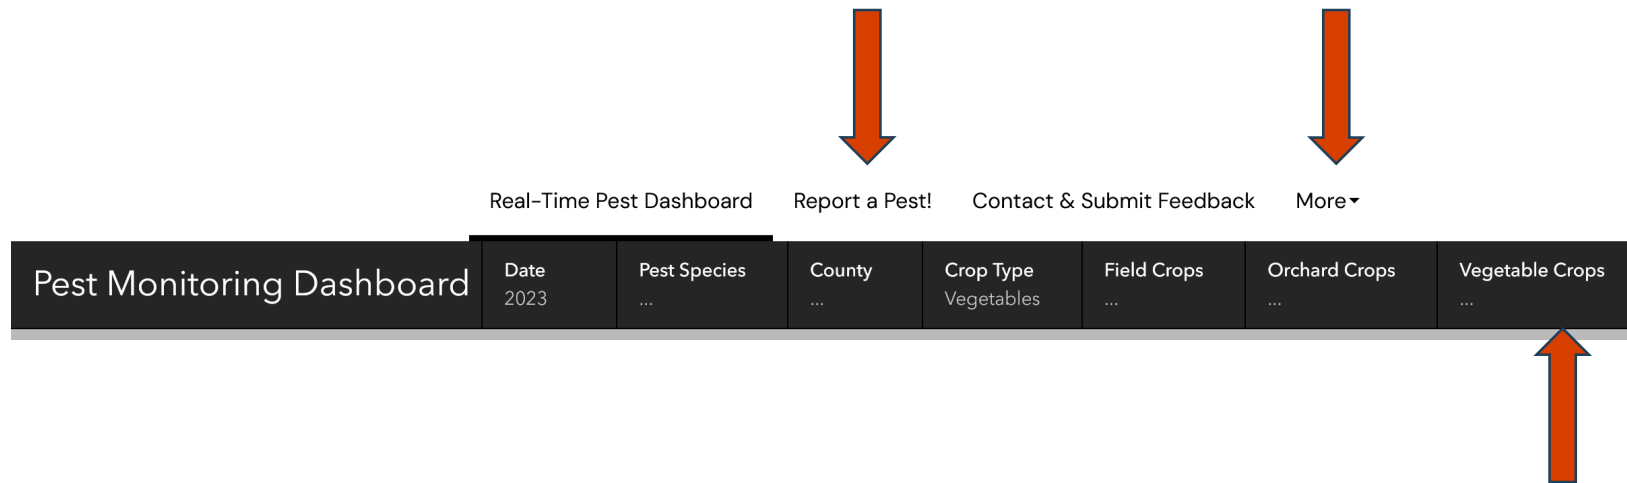 Real-Time Pest Dashboard Report a Pest! Contact & Submit Feedback More
Pest Monitoring Dashboard
Date
2023
Pest Species
...
County
...
Crop Type
Vegetables
Field Crops
...
Orchard Crops
...
Vegetable Crops
...